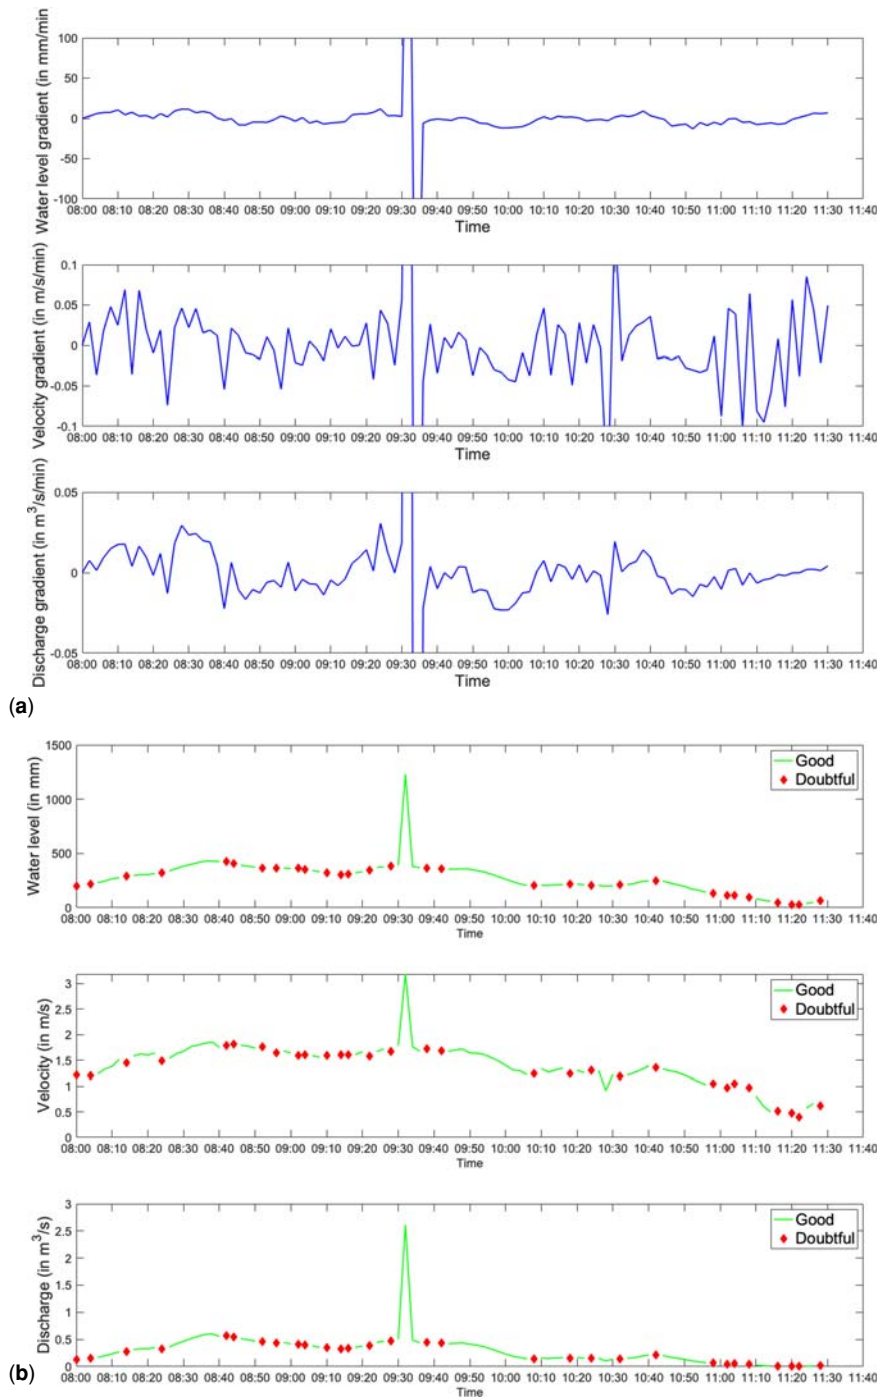 Water level gradient (in mm/min)
100
50
0
-50
-100
08:00 08:10 08:20 08:30 08:40 08:50 09:00 09:10 09:20 09:30 09:40 09:50 10:00 10:10 10:20 10:30 10:40 10:50 11:00 11:10 11:20 11:30 11:40
Time
Velocity gradient (in m/s/min)
0.1
0.05
0
-0.05
-0.1
08:00 08:10 08:20 08:30 08:40 08:50 09:00 09:10 09:20 09:30 09:40 09:50 10:00 10:10 10:20 10:30 10:40 10:50 11:00 11:10 11:20 11:30 11:40
Time
Discharge gradient (in m³/s/min)
0.05
0
-0.05
08:00 08:10 08:20 08:30 08:40 08:50 09:00 09:10 09:20 09:30 09:40 09:50 10:00 10:10 10:20 10:30 10:40 10:50 11:00 11:10 11:20 11:30 11:40
Time
(a)
Water level (in mm)
1500
1000
500
0
Good
Doubtful
08:00 08:10 08:20 08:30 08:40 08:50 09:00 09:10 09:20 09:30 09:40 09:50 10:00 10:10 10:20 10:30 10:40 10:50 11:00 11:10 11:20 11:30 11:40
Time
Velocity (in m/s)
3
2.5
2
1.5
1
0.5
0
Good
Doubtful
08:00 08:10 08:20 08:30 08:40 08:50 09:00 09:10 09:20 09:30 09:40 09:50 10:00 10:10 10:20 10:30 10:40 10:50 11:00 11:10 11:20 11:30 11:40
Time
Discharge (in m³/s)
3
2.5
2
1.5
1
0.5
0
Good
Doubtful
08:00 08:10 08:20 08:30 08:40 08:50 09:00 09:10 09:20 09:30 09:40 09:50 10:00 10:10 10:20 10:30 10:40 10:50 11:00 11:10 11:20 11:30 11:40
Time
(b)